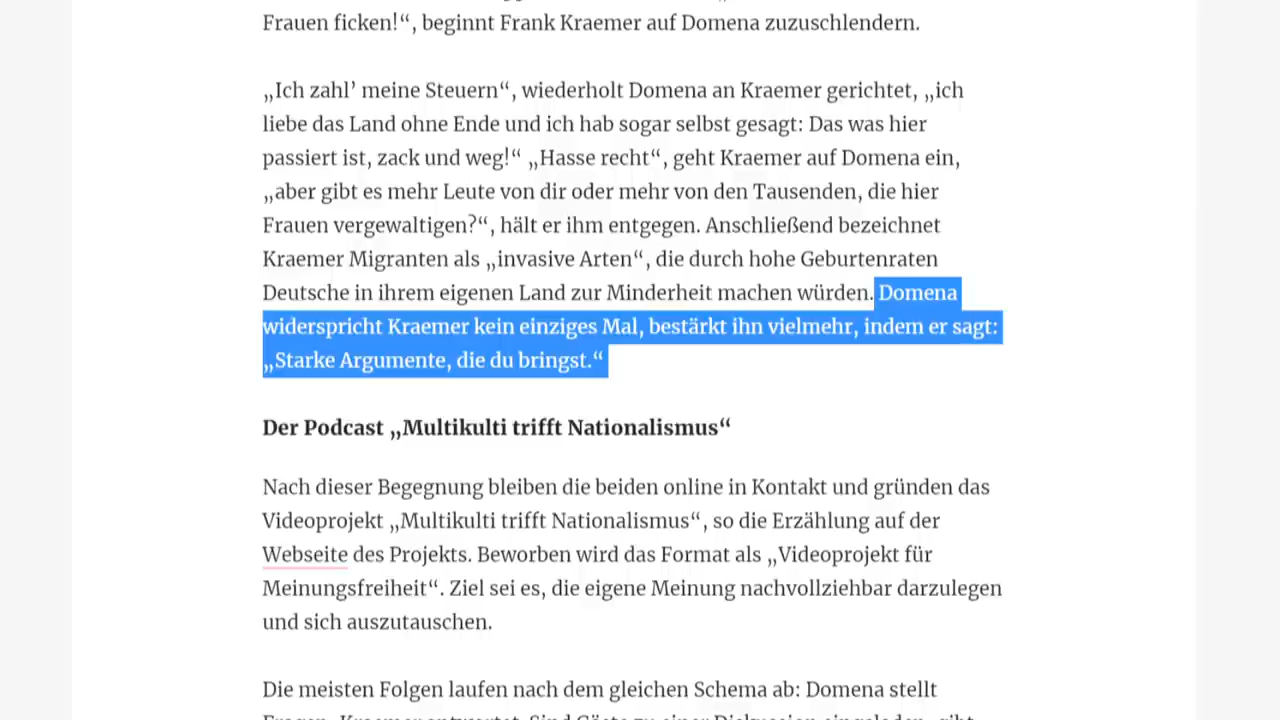 Frauen ficken!“, beginnt Frank Kraemer auf Domena zuzuschlendern.
„Ich zahl’ meine Steuern“, wiederholt Domena an Kraemer gerichtet, „ich
liebe das Land ohne Ende und ich hab sogar selbst gesagt: Das was hier
passiert ist, zack und weg!“ „Hasse recht“, geht Kraemer auf Domena ein,
„aber gibt es mehr Leute von dir oder mehr von den Tausenden, die hier
Frauen vergewaltigen?“, hält er ihm entgegen. Anschließend bezeichnet
Kraemer Migranten als „invasive Arten“, die durch hohe Geburtenraten
Deutsche in ihrem eigenen Land zur Minderheit machen würden. Domena
widerspricht Kraemer kein einziges Mal, bestärkt ihn vielmehr, indem er sagt:
„Starke Argumente, die du bringst.“
Der Podcast „Multikulti trifft Nationalismus“
Nach dieser Begegnung bleiben die beiden online in Kontakt und gründen das
Videoprojekt „Multikulti trifft Nationalismus“, so die Erzählung auf der
Webseite des Projekts. Beworben wird das Format als „Videoprojekt für
Meinungsfreiheit“. Ziel sei es, die eigene Meinung nachvollziehbar darzulegen
und sich auszutauschen.
Die meisten Folgen laufen nach dem gleichen Schema ab: Domena stellt